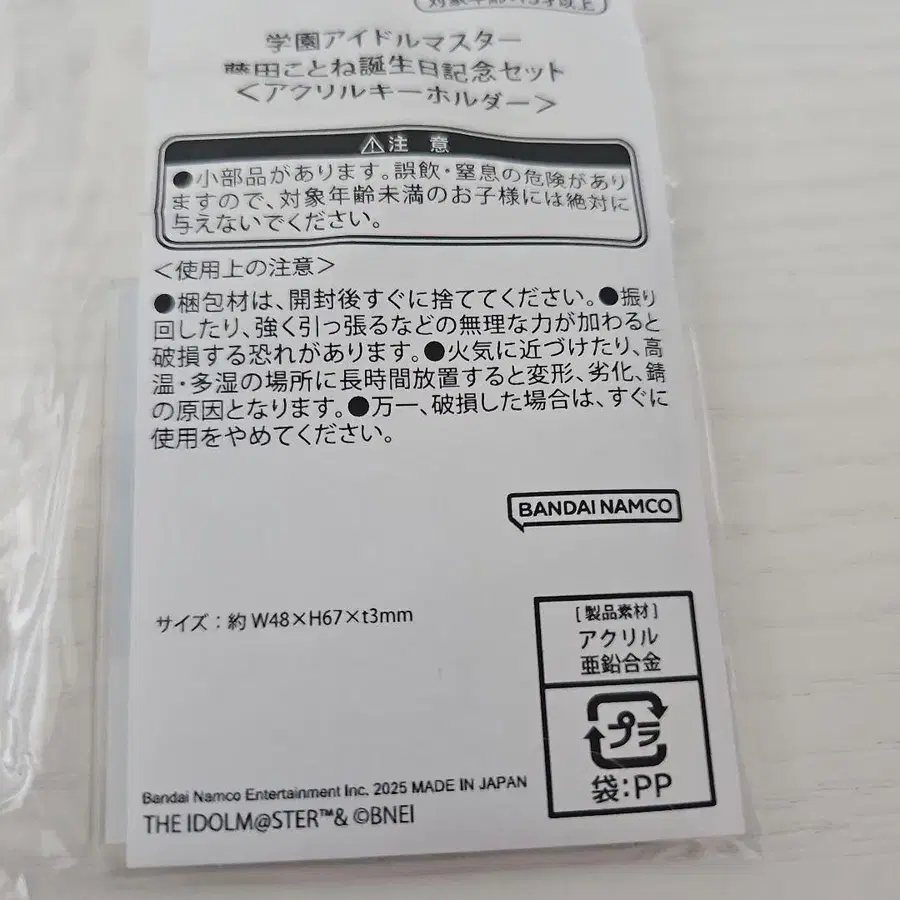 対象年齢:15才以上
学園アイドルマスター
藤田ことね誕生日記念セット
＜アクリルキーホルダー＞
⚠注 意
●小部品があります。誤飲・窒息の危険があり
ますので、対象年齢未満のお子様には絶対に
与えないでください。
＜使用上の注意＞
●梱包材は、開封後すぐに捨ててください。●振り
回したり、強く引っ張るなどの無理な力が加わると
破損する恐れがあります。●火気に近づけたり、高
温・多湿の場所に長時間放置すると変形、劣化、錆
の原因となります。●万一、破損した場合は、すぐに
使用をやめてください。
BANDAI NAMCO
サイズ：約 W48×H67×t3mm
［製品素材］
アクリル
亜鉛合金
プラ
袋:PP
Bandai Namco Entertainment Inc. 2025 MADE IN JAPAN
THE IDOLM@STER™& ©BNEI